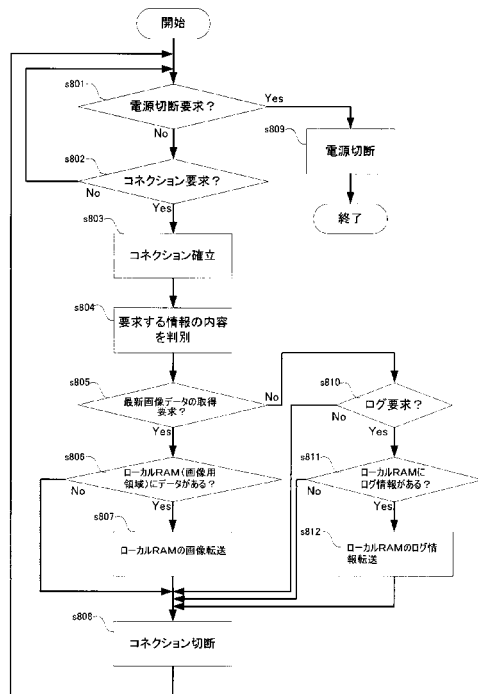 開始
s801
電源切断要求？
Yes
No
s809
電源切断
終了
s802
コネクション要求？
No
Yes
s803
コネクション確立
s804
要求する情報の内容
を判別
s805
最新画像データの取得
要求？
No
Yes
s810
ログ要求？
No
Yes
s806
ローカルRAM（画像用
領域）にデータがある？
No
Yes
s811
ローカルRAMに
ログ情報がある？
No
Yes
s807
ローカルRAMの画像転送
s812
ローカルRAMのログ情
報転送
s808
コネクション切断